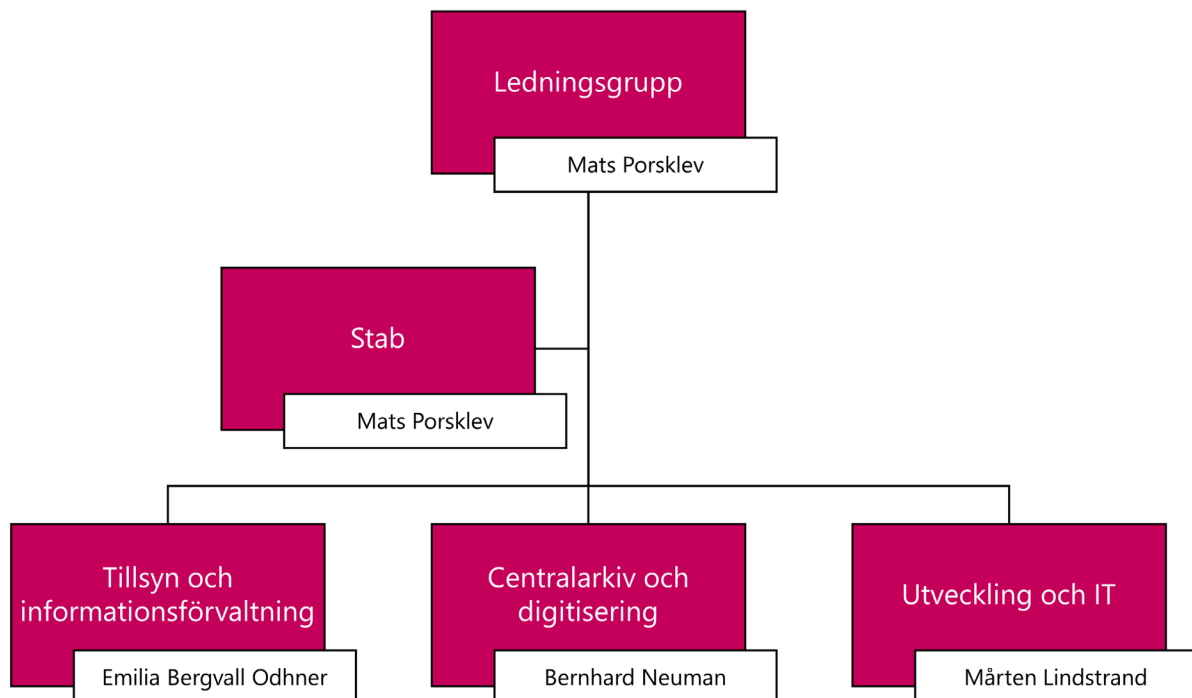 Ledningsgrupp
Mats Porsklev
Stab
Mats Porsklev
Tillsyn och
informationsförvaltning
Emilia Bergvall Odhner
Centralarkiv och
digitisering
Bernhard Neuman
Utveckling och IT
Mårten Lindstrand